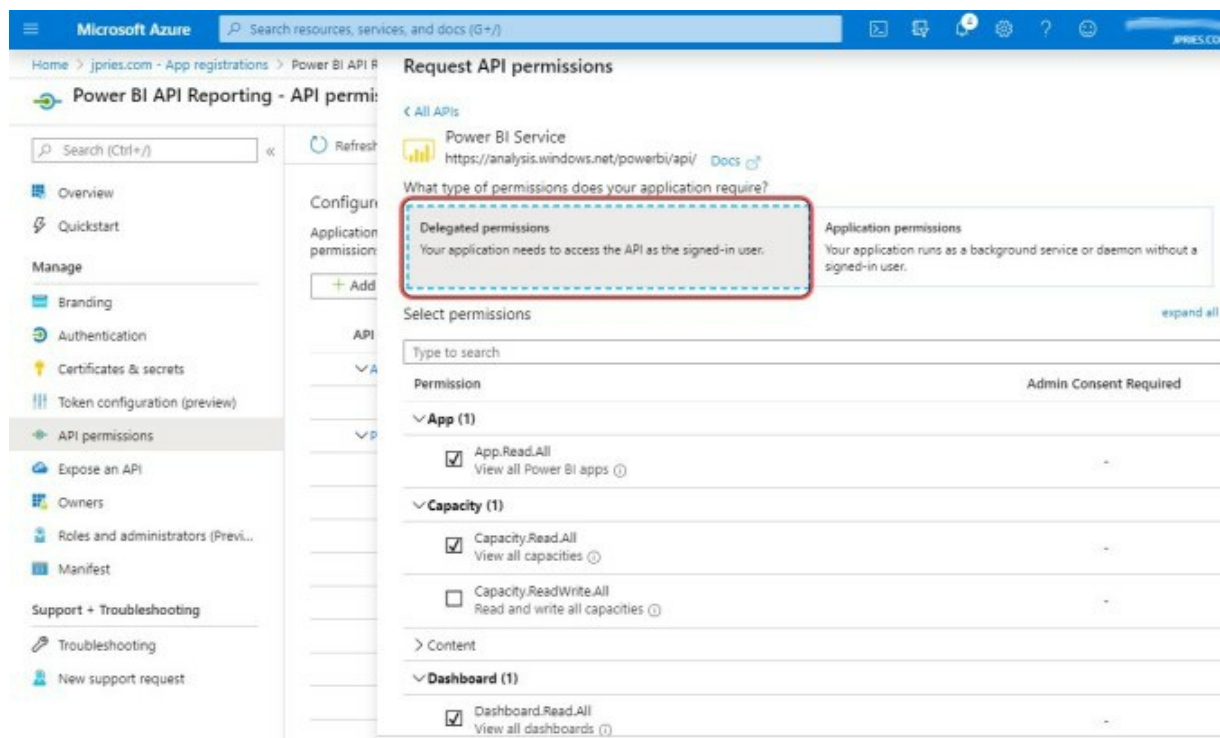 Microsoft Azure
Search resources, services, and docs (G+/)
4
?
JPRIES.CO
Home > jpries.com - App registrations > Power BI API R
Power BI API Reporting - API permi
Search (Ctrl+/)
«
Overview
Quickstart
Manage
Branding
Authentication
Certificates & secrets
Token configuration (preview)
API permissions
Expose an API
Owners
Roles and administrators (Previ...
Manifest
Support + Troubleshooting
Troubleshooting
New support request
Refresh
Configur
Application
permission
+ Add
API
A
P
Request API permissions
< All APIs
Power BI Service
https://analysis.windows.net/powerbi/api/ Docs
What type of permissions does your application require?
Delegated permissions
Your application needs to access the API as the signed-in user.
Application permissions
Your application runs as a background service or daemon without a
signed-in user.
Select permissions
expand all
Type to search
Permission
Admin Consent Required
App (1)
App.Read.All
View all Power BI apps
-
Capacity (1)
Capacity.Read.All
View all capacities
-
Capacity.ReadWrite.All
Read and write all capacities
-
Content
Dashboard (1)
Dashboard.Read.All
View all dashboards
-